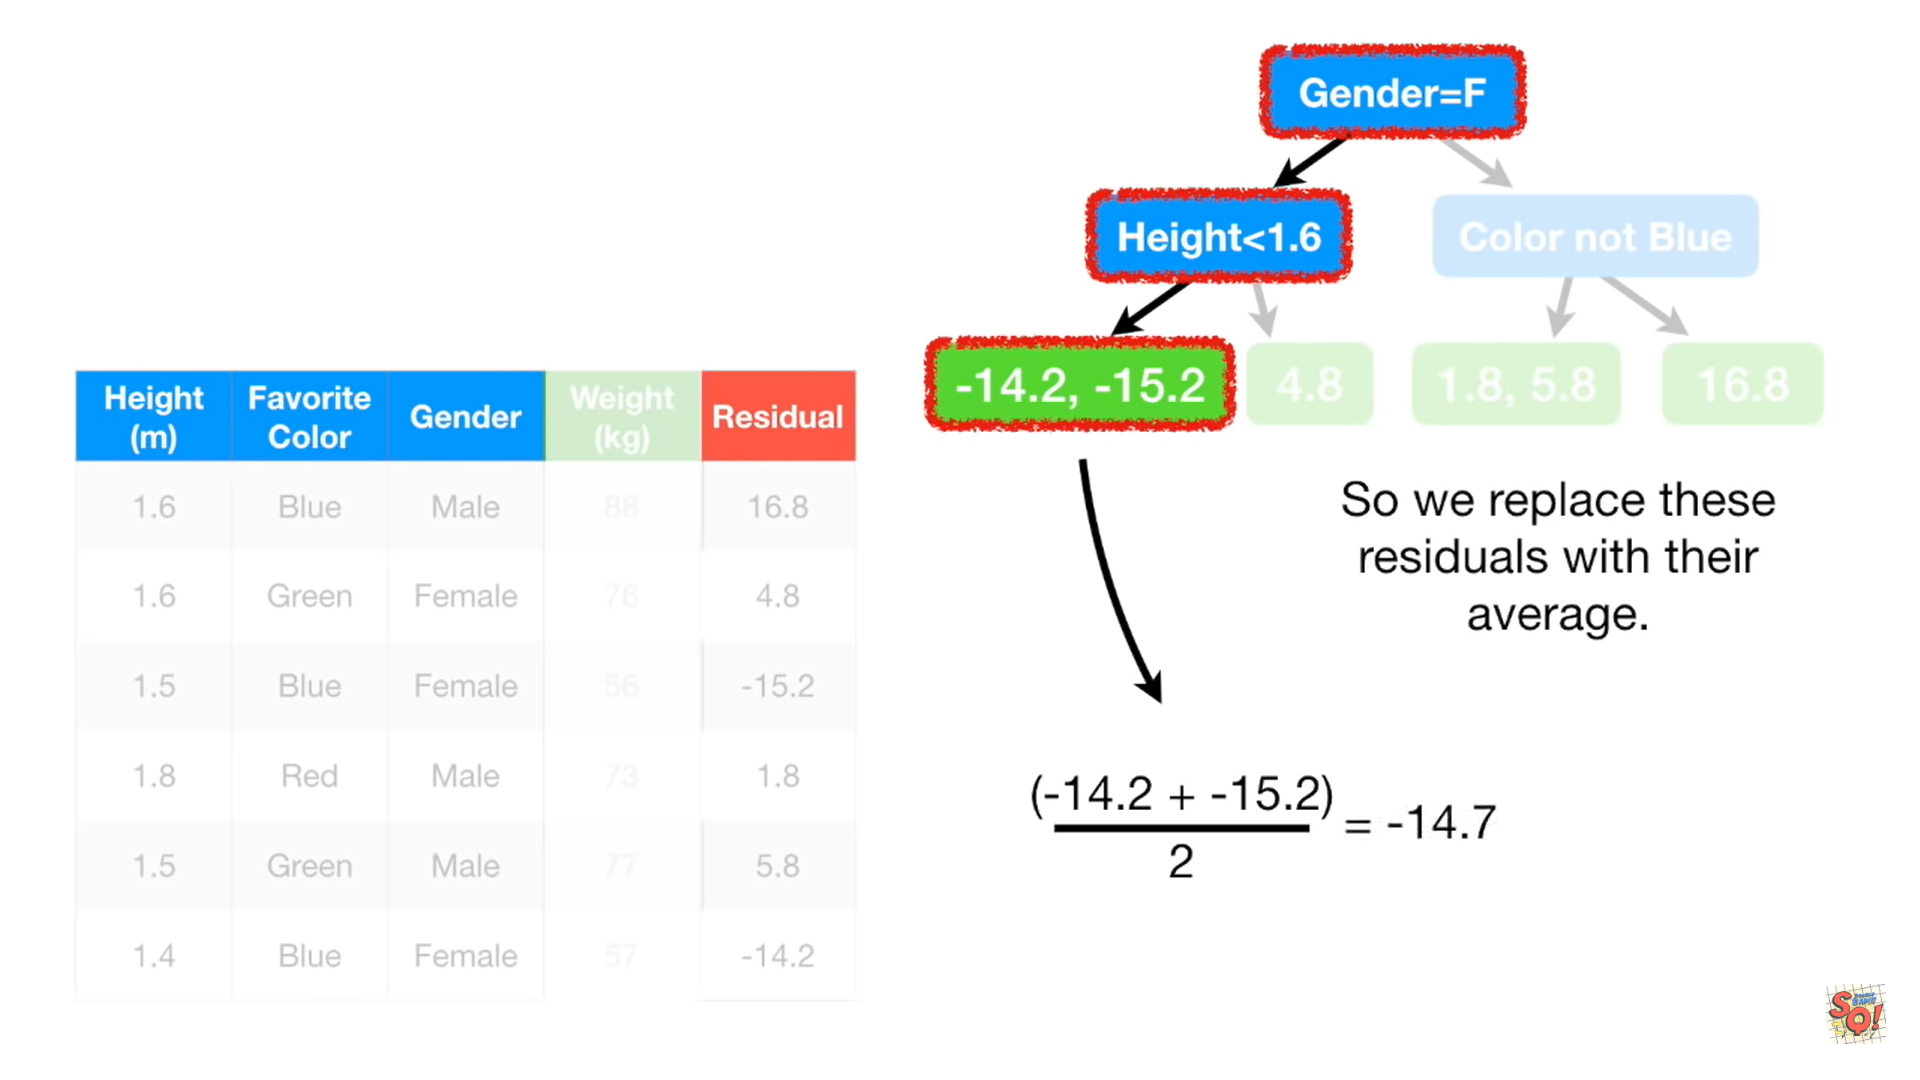 Gender=F
Height<1.6
Color not Blue
-14.2, -15.2
4.8
1.8, 5.8
16.8
Height (m) Favorite Color Gender Weight (kg) Residual
1.6 Blue Male 88 16.8
1.6 Green Female 76 4.8
1.5 Blue Female 56 -15.2
1.8 Red Male 73 1.8
1.5 Green Male 77 5.8
1.4 Blue Female 57 -14.2
So we replace these
residuals with their
average.
(-14.2 + -15.2)
2
= -14.7
SQ!